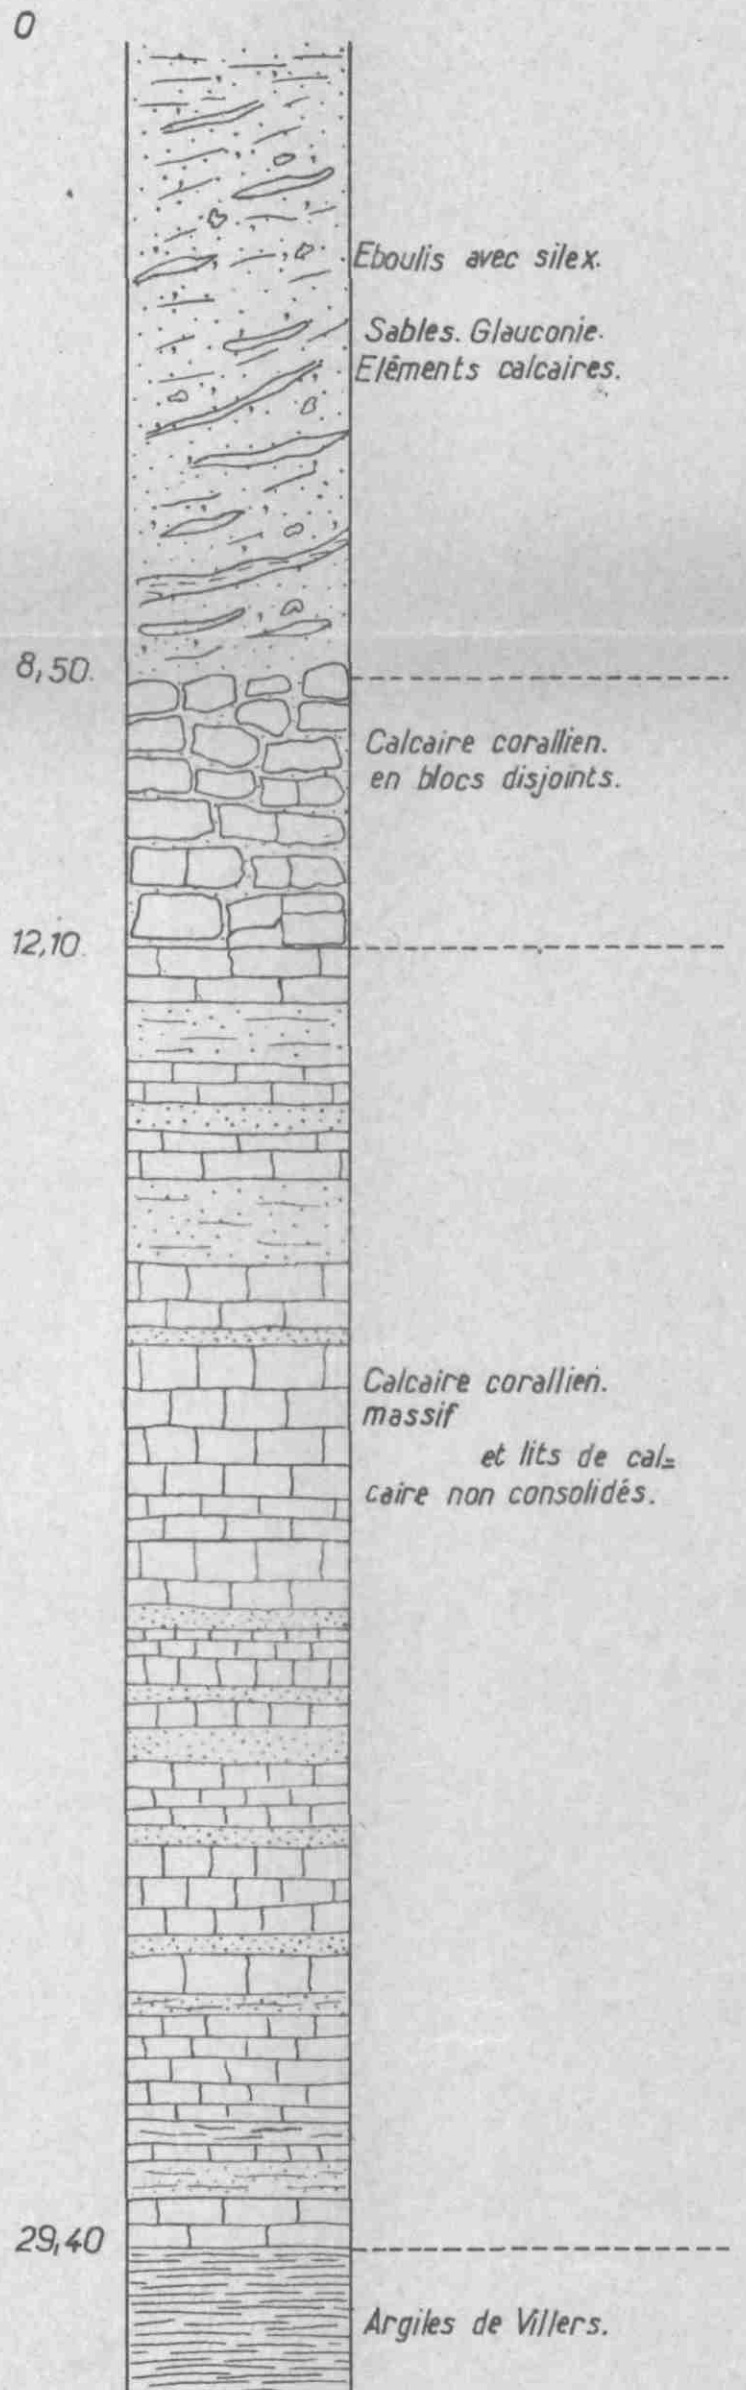 0
Eboulis avec silex.
Sables. Glauconie.
Eléments calcaires.
8,50.
Calcaire corallien.
en blocs disjoints.
12,10.
Calcaire corallien.
massif
et lits de cal=
caire non consolidés.
29,40
Argiles de Villers.